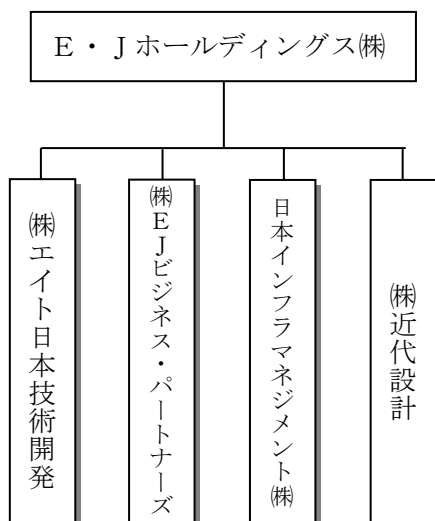 E・Jホールディングス㈱
㈱エイト日本技術開発
㈱EJビジネス・パートナーズ
日本インフラマネジメント㈱
㈱近代設計